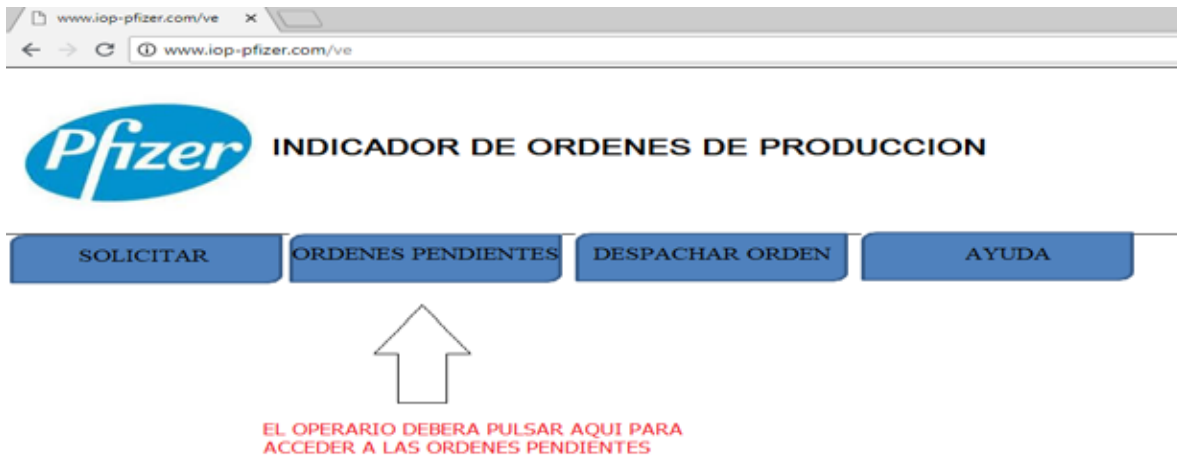 www.iop-pfizer.com/ve
www.iop-pfizer.com/ve
Pfizer
INDICADOR DE ORDENES DE PRODUCCION
SOLICITAR
ORDENES PENDIENTES
DESPACHAR ORDEN
AYUDA
EL OPERARIO DEBERA PULSAR AQUI PARA
ACCEDER A LAS ORDENES PENDIENTES